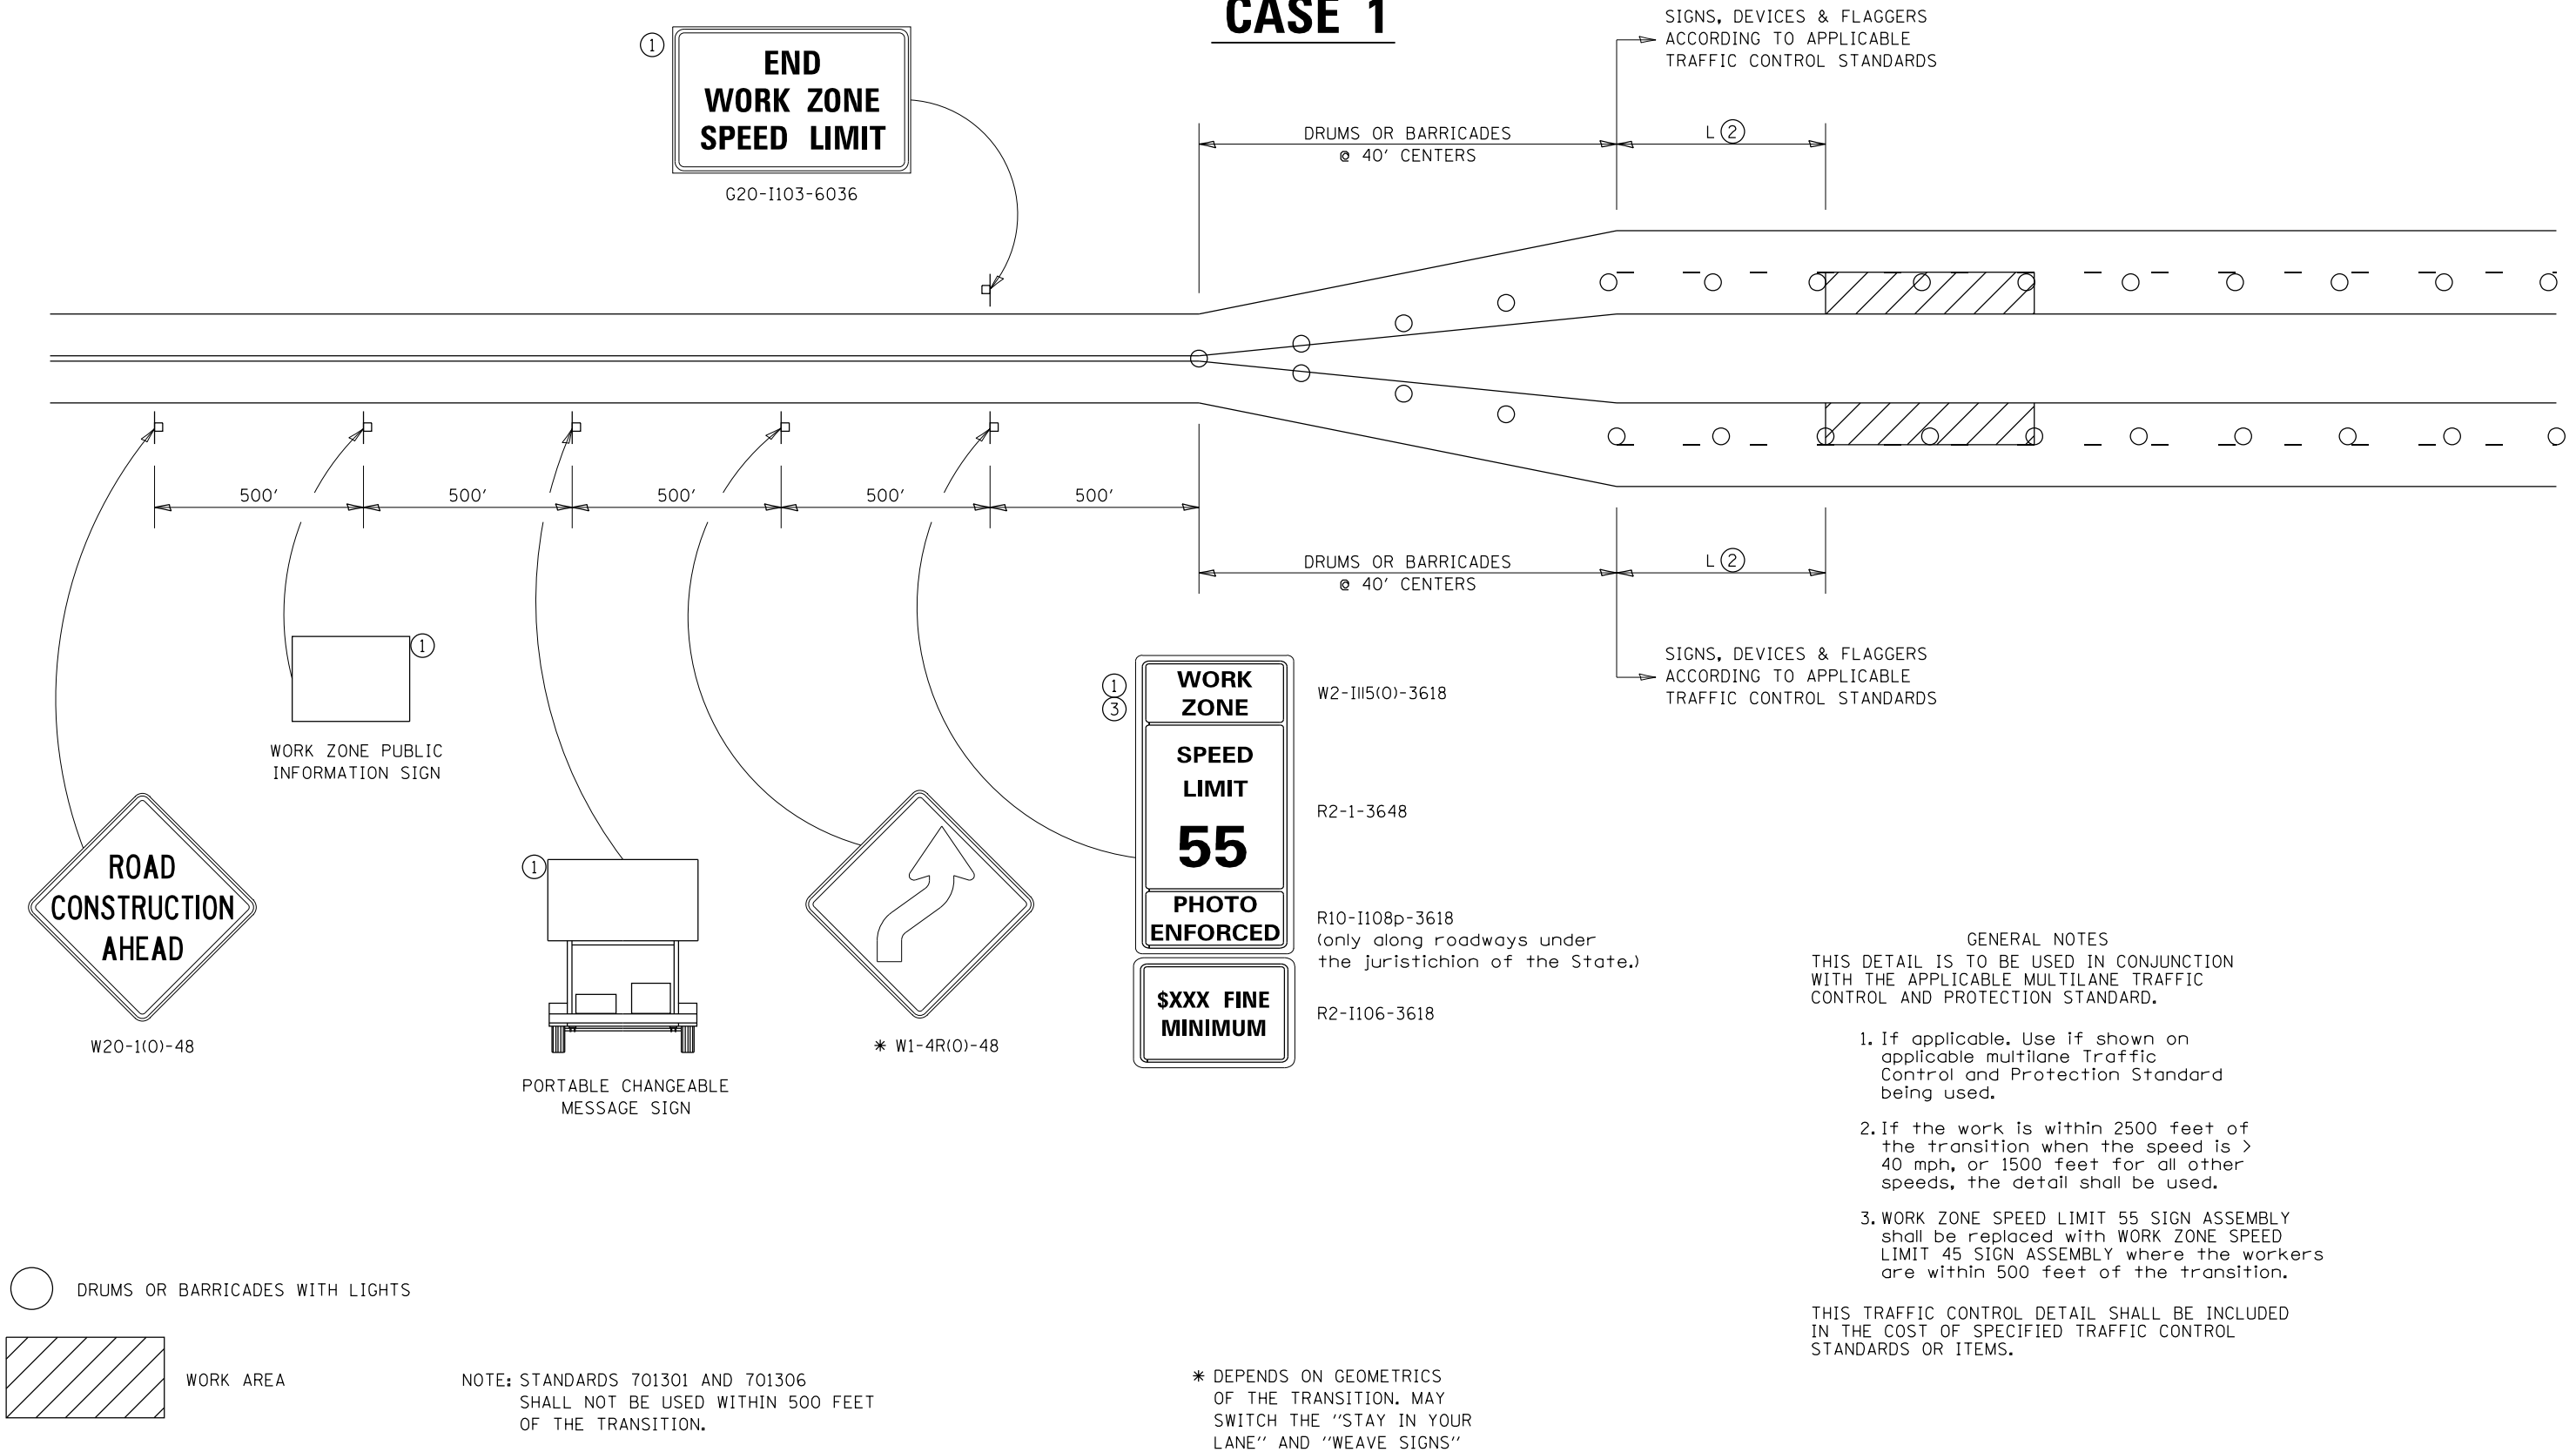 CASE 1
①
END
WORK ZONE
SPEED LIMIT
G20-I103-6036
SIGNS, DEVICES & FLAGGERS
ACCORDING TO APPLICABLE
TRAFFIC CONTROL STANDARDS
DRUMS OR BARRICADES
@ 40' CENTERS
L ②
500'
500'
500'
500'
500'
DRUMS OR BARRICADES
@ 40' CENTERS
L ②
SIGNS, DEVICES & FLAGGERS
ACCORDING TO APPLICABLE
TRAFFIC CONTROL STANDARDS
ROAD
CONSTRUCTION
AHEAD
W20-1(O)-48
①
WORK ZONE PUBLIC
INFORMATION SIGN
①
PORTABLE CHANGEABLE
MESSAGE SIGN
* W1-4R(O)-48
①
③
WORK
ZONE
W2-I115(O)-3618
SPEED
LIMIT
55
R2-1-3648
PHOTO
ENFORCED
R10-I108p-3618
(only along roadways under
the juristichion of the State.)
$XXX FINE
MINIMUM
R2-I106-3618
GENERAL NOTES
THIS DETAIL IS TO BE USED IN CONJUNCTION
WITH THE APPLICABLE MULTILANE TRAFFIC
CONTROL AND PROTECTION STANDARD.
1. If applicable. Use if shown on
applicable multilane Traffic
Control and Protection Standard
being used.
2. If the work is within 2500 feet of
the transition when the speed is >
40 mph, or 1500 feet for all other
speeds, the detail shall be used.
3. WORK ZONE SPEED LIMIT 55 SIGN ASSEMBLY
shall be replaced with WORK ZONE SPEED
LIMIT 45 SIGN ASSEMBLY where the workers
are within 500 feet of the transition.
THIS TRAFFIC CONTROL DETAIL SHALL BE INCLUDED
IN THE COST OF SPECIFIED TRAFFIC CONTROL
STANDARDS OR ITEMS.
DRUMS OR BARRICADES WITH LIGHTS
WORK AREA
NOTE: STANDARDS 701301 AND 701306
SHALL NOT BE USED WITHIN 500 FEET
OF THE TRANSITION.
* DEPENDS ON GEOMETRICS
OF THE TRANSITION. MAY
SWITCH THE "STAY IN YOUR
LANE" AND "WEAVE SIGNS"